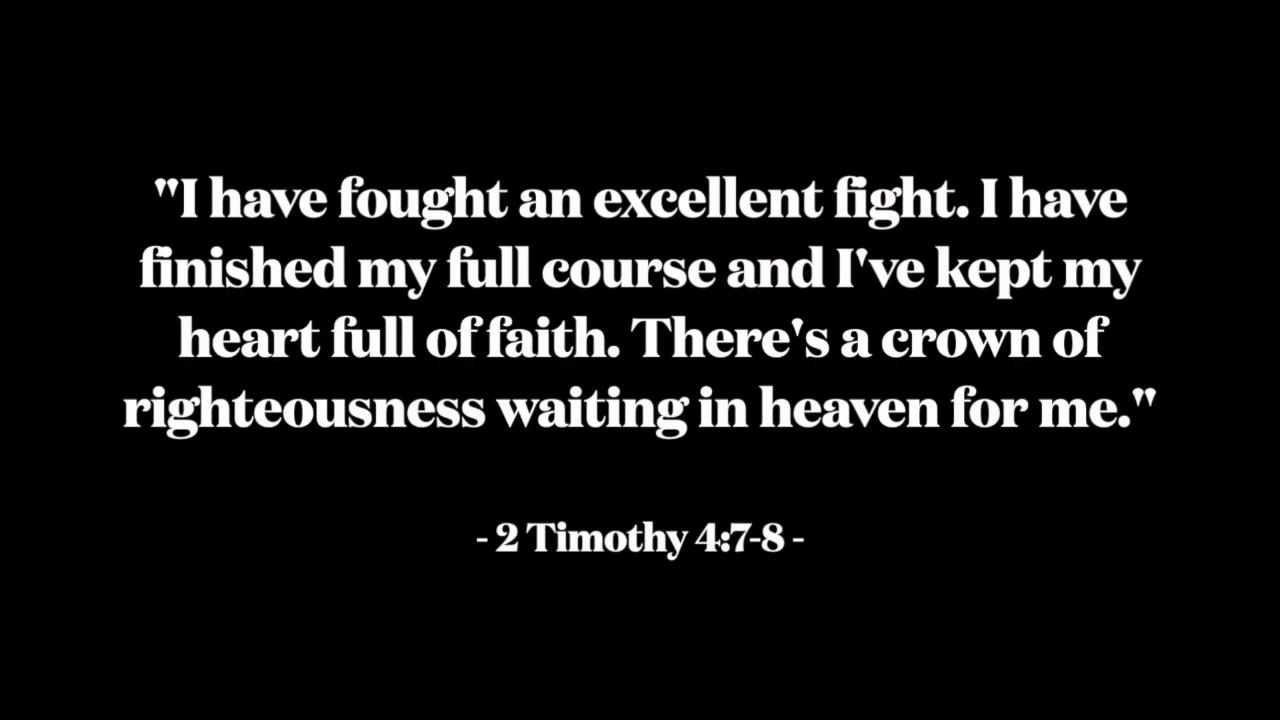 "I have fought an excellent fight. I have
finished my full course and I've kept my
heart full of faith. There's a crown of
righteousness waiting in heaven for me."
- 2 Timothy 4:7-8 -